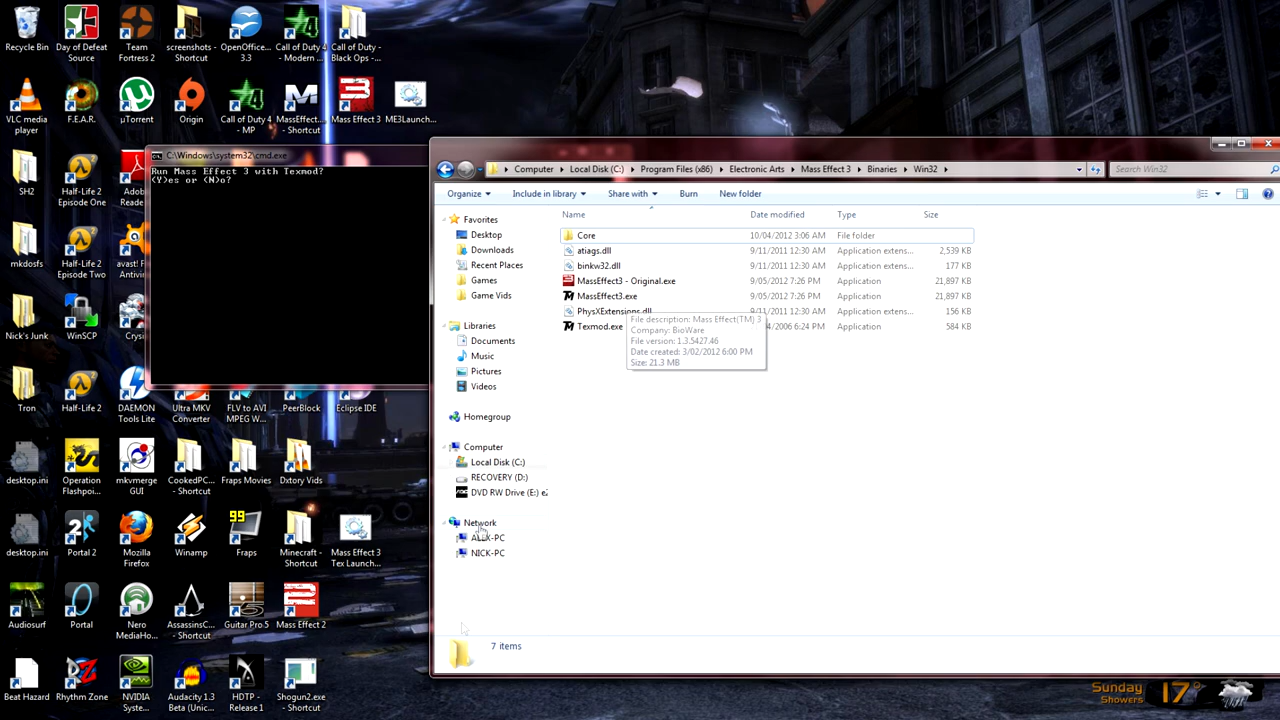 Recycle Bin
Day of Defeat
Source
Team
Fortress 2
screenshots -
Shortcut
OpenOffice...
3.3
Call of Duty 4
- Modern ...
Call of Duty -
Black Ops -...
VLC media
player
F.E.A.R.
µTorrent
Origin
Call of Duty 4
- MP
MassEffect...
- Shortcut
Mass Effect 3
ME3Launch...
SH2
Half-Life 2
Episode One
Adob
Reade
mkdosfs
Half-Life 2
Episode Two
avast! F
Antivir
Nick's Junk
WinSCP
Crysi
Tron
Half-Life 2
DAEMON
Tools Lite
Ultra MKV
Converter
FLV to AVI
MPEG W...
PeerBlock
Eclipse IDE
desktop.ini
Operation
Flashpoi...
mkvmerge
GUI
CookedPC...
- Shortcut
Fraps Movies
Dxtory Vids
desktop.ini
Portal 2
Mozilla
Firefox
Winamp
99
Fraps
Minecraft -
Shortcut
Mass Effect 3
Tex Launch...
Audiosurf
Portal
Nero
MediaHo...
AssassinsC...
- Shortcut
Guitar Pro 5
Mass Effect 2
Beat Hazard
Rhythm Zone
NVIDIA
Syste...
Audacity 1.3
Beta (Unic...
HDTP -
Release 1
Shogun2.exe
C:\Windows\system32\cmd.exe
Run Mass Effect 3 with Texmod?
(Y)es or (N)o?
Computer Local Disk (C:) Program Files (x86) Electronic Arts Mass Effect 3 Binaries Win32
Search Win32
Organize Include in library Share with Burn New folder
Favorites
Desktop
Downloads
Recent Places
Games
Game Vids
Libraries
Documents
Music
Pictures
Videos
Homegroup
Computer
Local Disk (C:)
RECOVERY (D:)
DVD RW Drive (E:)
Network
ALEX-PC
NICK-PC
Name Date modified Type Size
Core 10/04/2012 3:06 AM File folder
atiags.dll 9/11/2011 12:30 AM Application extens... 2,539 KB
binkw32.dll 9/11/2011 12:30 AM Application extens... 177 KB
MassEffect3 - Original.exe 9/05/2012 7:26 PM Application 21,897 KB
MassEffect3.exe 9/05/2012 7:26 PM Application 21,897 KB
PhysXExtensions.dll 9/11/2011 12:30 AM Application extens... 156 KB
Texmod.exe 2006 6:24 PM Application 584 KB
File description: Mass Effect(TM) 3
Company: BioWare
File version: 1.3.5427.46
Date created: 3/02/2012 6:00 PM
Size: 21.3 MB
7 items
Sunday
Showers
17°